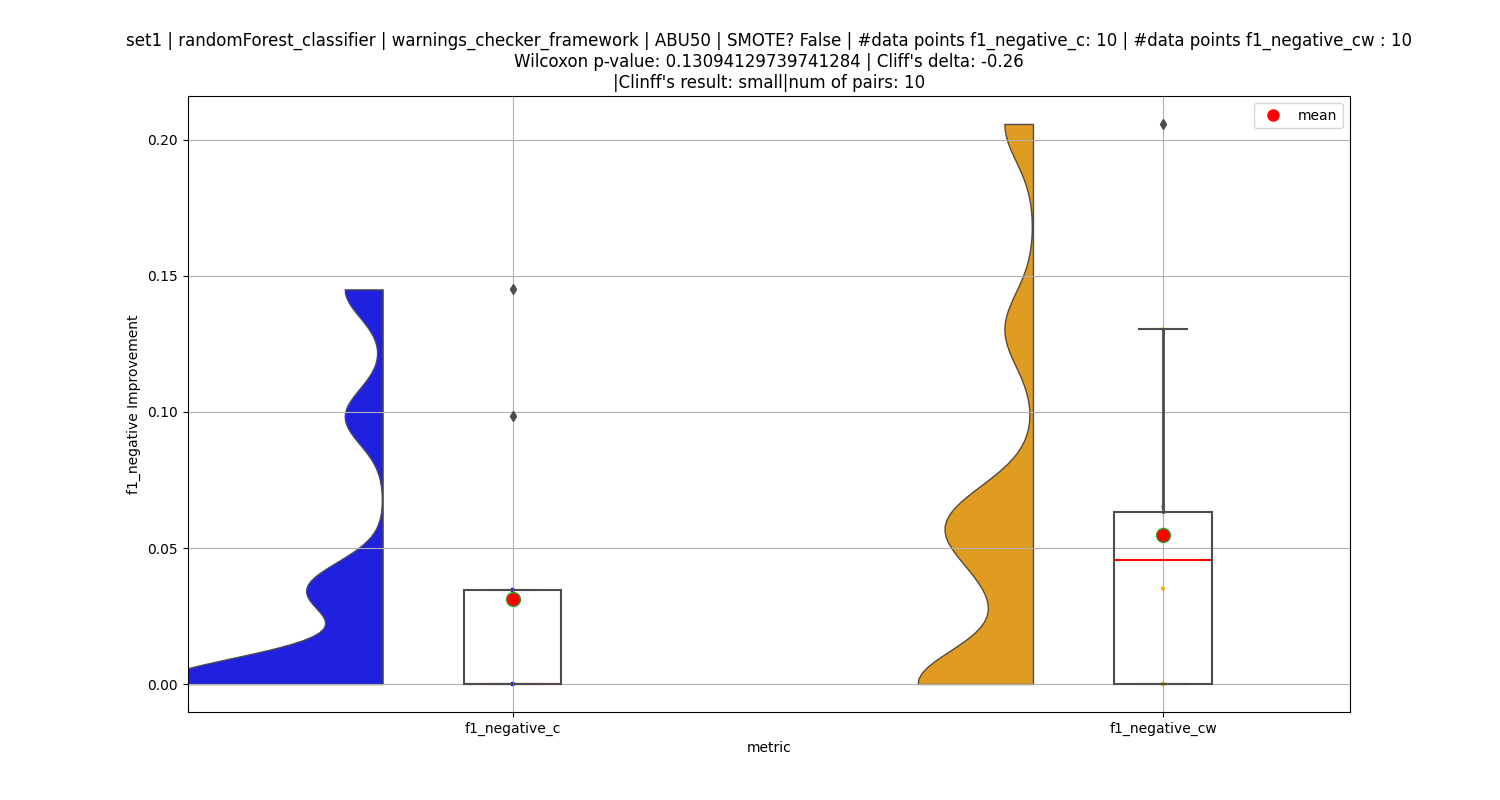 set1 | randomForest_classifier | warnings_checker_framework | ABU50 | SMOTE? False | #data points f1_negative_c: 10 | #data points f1_negative_cw : 10
Wilcoxon p-value: 0.13094129739741284 | Cliff's delta: -0.26
|Clinff's result: small|num of pairs: 10
mean
0.20
0.15
0.10
0.05
0.00
f1_negative Improvement
f1_negative_c
f1_negative_cw
metric